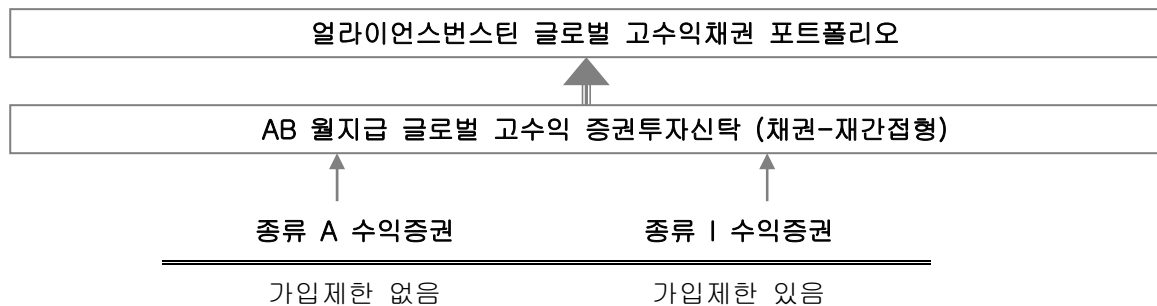 얼라이언스번스틴 글로벌 고수익채권 포트폴리오
AB 월지급 글로벌 고수익 증권투자신탁 (채권-재간접형)
종류 A 수익증권 종류 I 수익증권
가입제한 없음 가입제한 있음